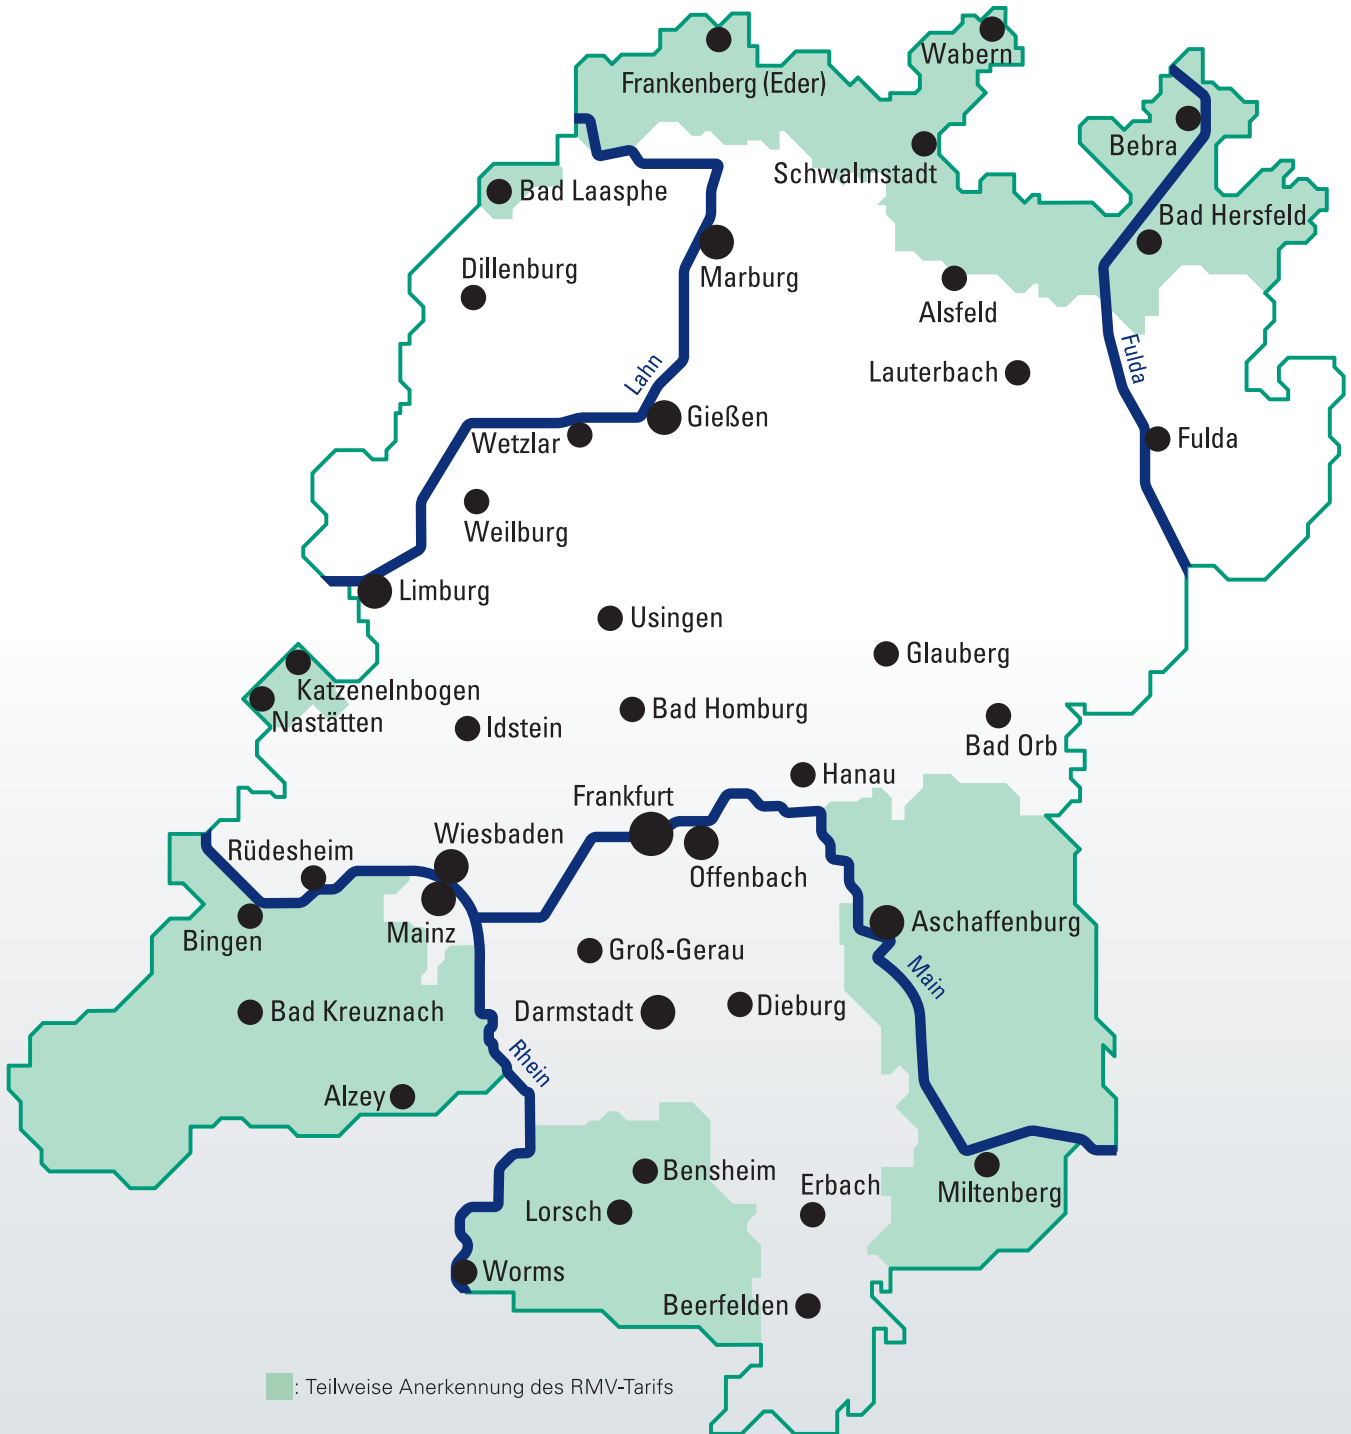 Wabern
Frankenberg (Eder)
Bebra
Schwalmstadt
Bad Laasphe
Bad Hersfeld
Marburg
Dillenburg
Alsfeld
Fulda
Lahn
Lauterbach
Gießen
Wetzlar
Fulda
Weilburg
Limburg
Usingen
Glauberg
Katzenelnbogen
Nastätten
Idstein
Bad Homburg
Bad Orb
Hanau
Frankfurt
Wiesbaden
Rüdesheim
Offenbach
Bingen
Mainz
Aschaffenburg
Groß-Gerau
Main
Bad Kreuznach
Darmstadt
Dieburg
Rhein
Alzey
Bensheim
Erbach
Miltenberg
Lorsch
Worms
Beerfelden
: Teilweise Anerkennung des RMV-Tarifs